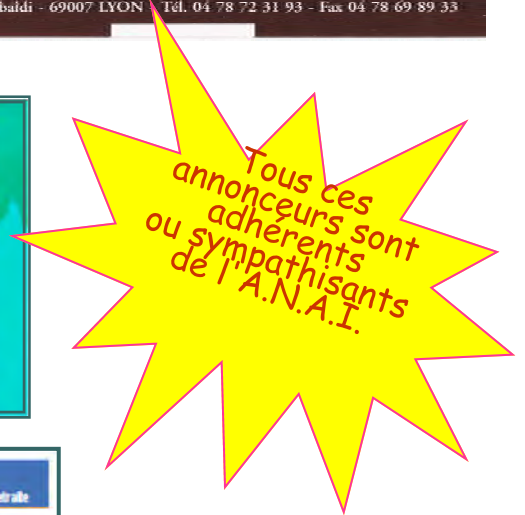 baldi - 69007 LYON - Tél. 04 78 72 31 93 - Fax 04 78 69 89 33
Tous ces
annonceurs sont
adhérents
ou sympathisants
de l'A.N.A.I.
etraite